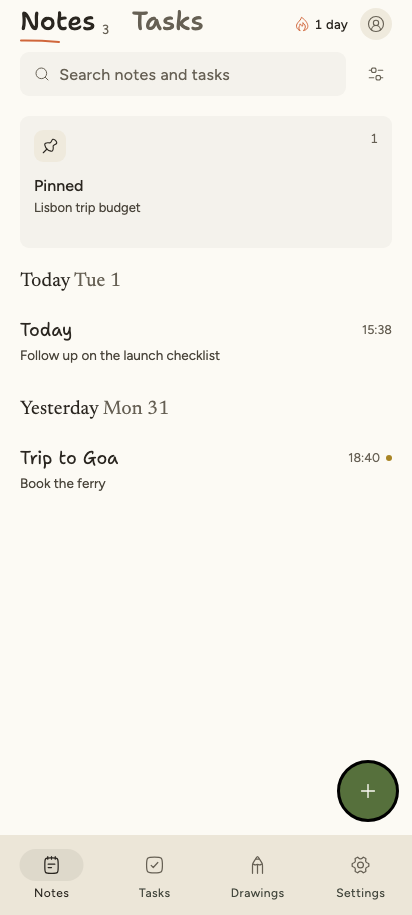 Notes 3 Tasks 1 day
Search notes and tasks
1
Pinned
Lisbon trip budget
Today Tue 1
Today 15:38
Follow up on the launch checklist
Yesterday Mon 31
Trip to Goa 18:40
Book the ferry
Notes Tasks Drawings Settings